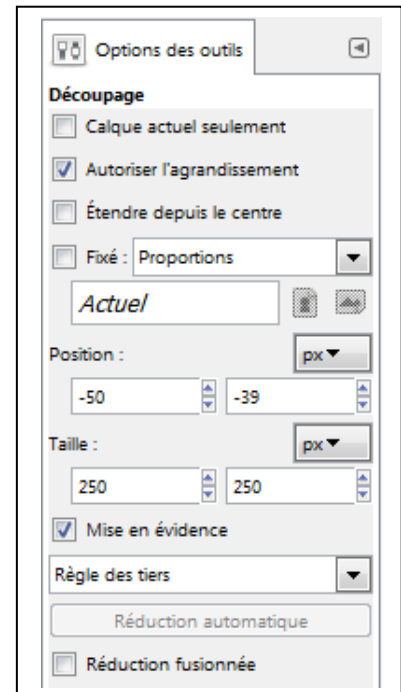 Options des outils
Découpage
Calque actuel seulement
Autoriser l'agrandissement
Étendre depuis le centre
Fixé : Proportions
Actuel
Position : px
-50 -39
Taille : px
250 250
Mise en évidence
Règle des tiers
Réduction automatique
Réduction fusionnée